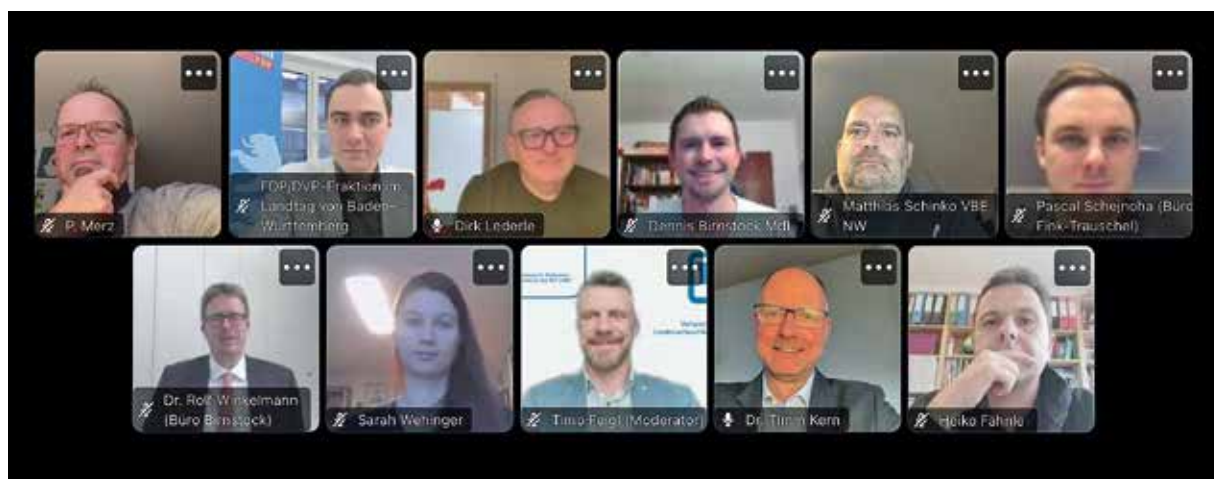 P. Merz
FDP/DVP-Fraktion im
Landtag von Baden-
Württemberg
Dirk Lederle
Dennis Birnstock MdL
Matthias Schinko VBE
NW
Pascal Schejnoha (Büro
Fink-Trauschel)
Dr. Rolf Winkelmann
(Büro Birnstock)
Sarah Wehinger
Timo Feigl (Moderator)
Dr. Timm Kern
Heike Fähnle